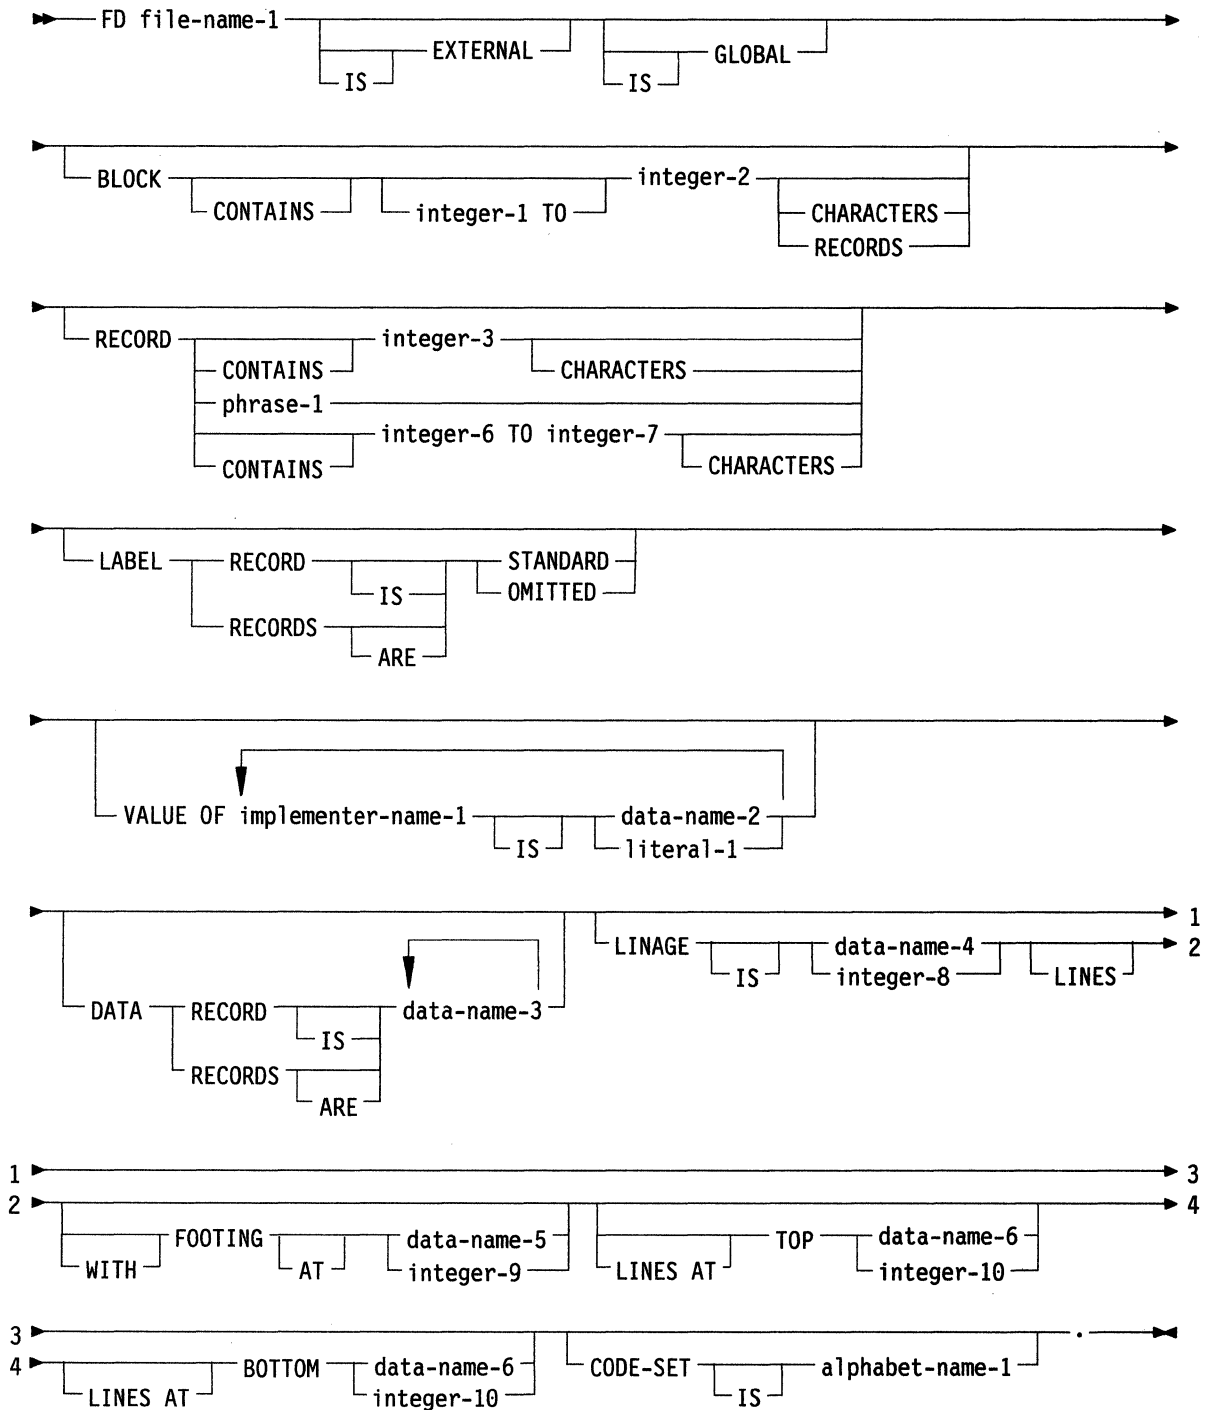 FD file-name-1
EXTERNAL
GLOBAL
IS
IS
BLOCK
integer-2
CONTAINS
integer-1 TO
CHARACTERS
RECORDS
RECORD
integer-3
CONTAINS
CHARACTERS
phrase-1
integer-6 TO integer-7
CONTAINS
CHARACTERS
LABEL
RECORD
STANDARD
IS
OMITTED
RECORDS
ARE
VALUE OF implementer-name-1
data-name-2
IS
literal-1
1
LINAGE
data-name-4
2
IS
integer-8
LINES
DATA
RECORD
data-name-3
IS
RECORDS
ARE
1
3
2
4
FOOTING
data-name-5
TOP
data-name-6
WITH
AT
integer-9
LINES AT
integer-10
3
.
4
BOTTOM
data-name-6
CODE-SET
alphabet-name-1
LINES AT
integer-10
IS